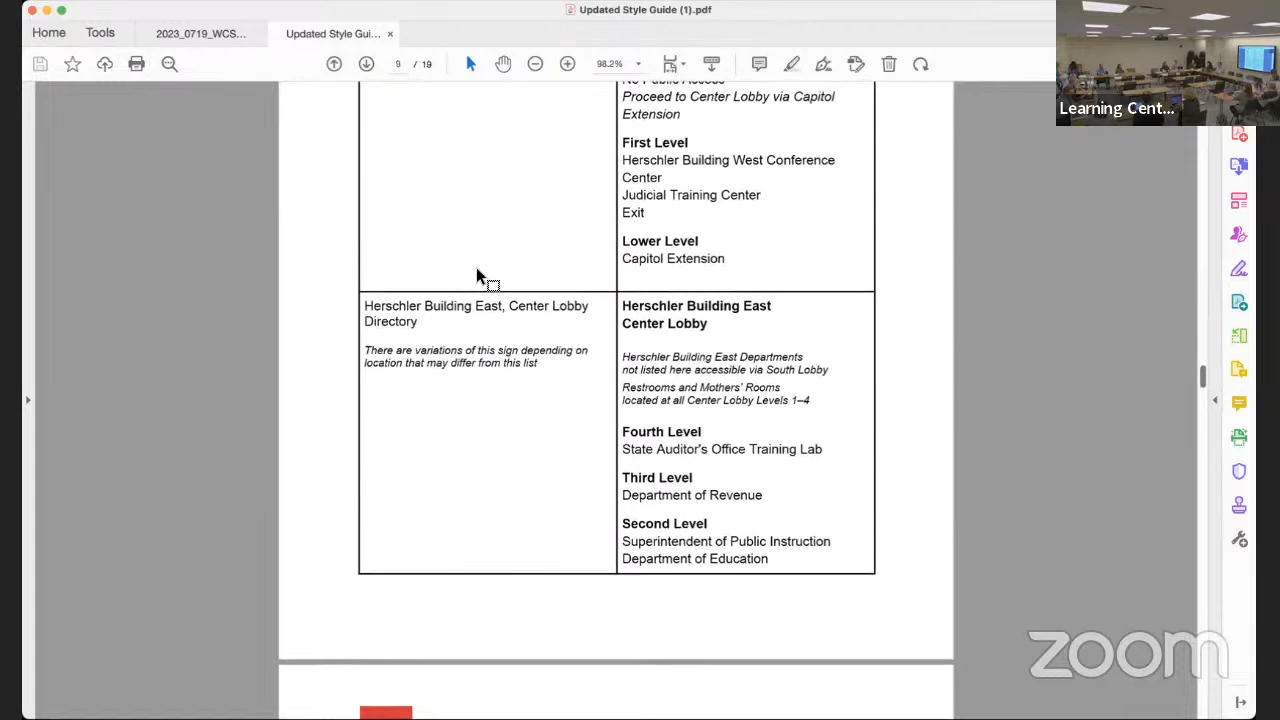 Updated Style Guide (1).pdf
Home
Tools
2023_0719_WCS...
Updated Style Gui... ×
9 / 19
98.2%
Learning Cent...
No Public Access
Proceed to Center Lobby via Capitol
Extension
First Level
Herschler Building West Conference
Center
Judicial Training Center
Exit
Lower Level
Capitol Extension
Herschler Building East, Center Lobby
Directory
There are variations of this sign depending on
location that may differ from this list
Herschler Building East
Center Lobby
Herschler Building East Departments
not listed here accessible via South Lobby
Restrooms and Mothers' Rooms
located at all Center Lobby Levels 1–4
Fourth Level
State Auditor's Office Training Lab
Third Level
Department of Revenue
Second Level
Superintendent of Public Instruction
Department of Education
zoom